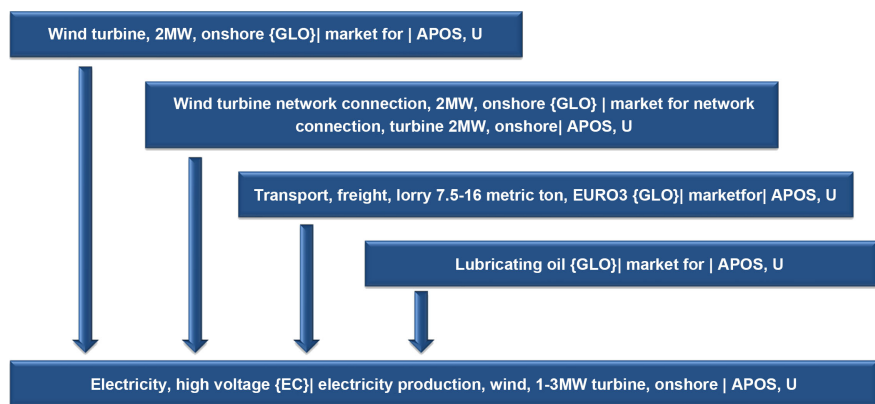 Wind turbine, 2MW, onshore {GLO}| market for | APOS, U
Wind turbine network connection, 2MW, onshore {GLO} | market for network
connection, turbine 2MW, onshore| APOS, U
Transport, freight, lorry 7.5-16 metric ton, EURO3 {GLO}| marketfor| APOS, U
Lubricating oil {GLO}| market for | APOS, U
Electricity, high voltage {EC}| electricity production, wind, 1-3MW turbine, onshore | APOS, U